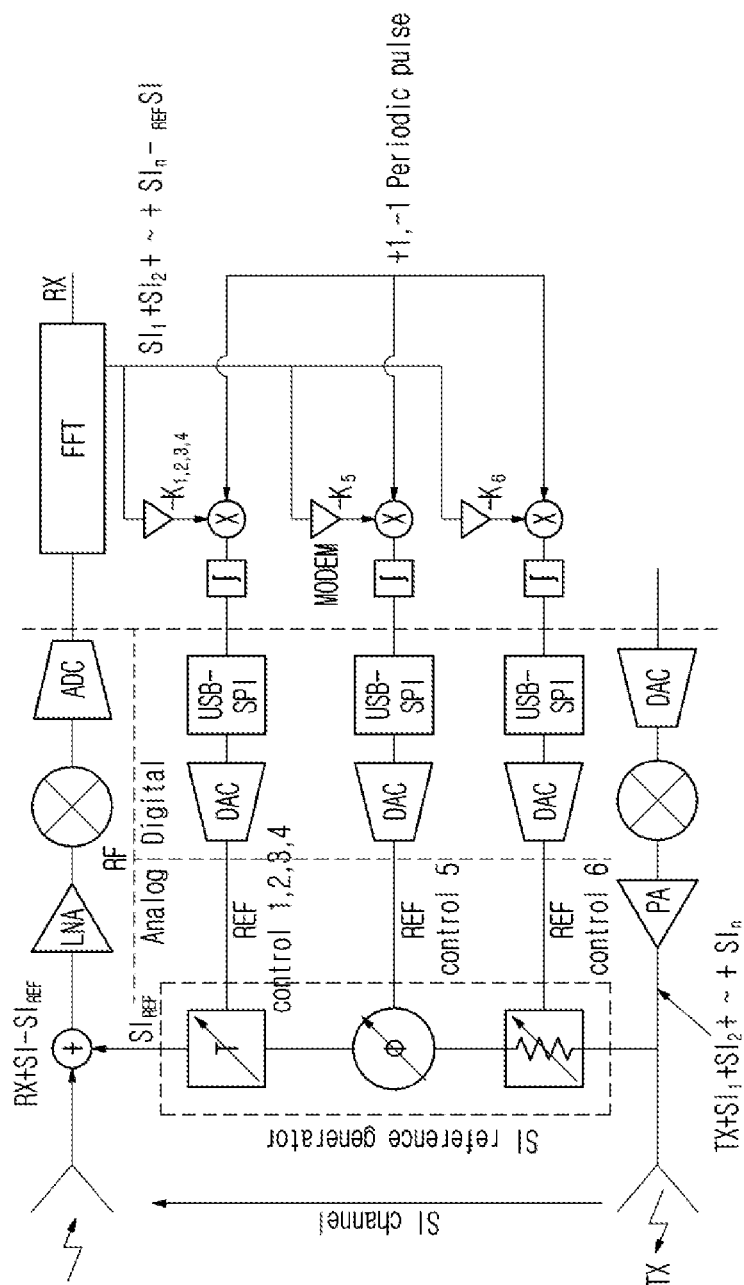 RX+SI-SI_REF
LNA
RF
ADC
FFT
RX
SI₁+SI₂+ ~ + SIₙ- _REF SI
Analog
Digital
SI_REF
T
REF
control 1,2,3,4
DAC
USB-
SPI
∫
X
-K₁,₂,₃,₄
SI reference generator
Φ
REF
control 5
DAC
USB-
SPI
MODEM
∫
X
-K₅
+1,-1 Periodic pulse
REF
control 6
DAC
USB-
SPI
∫
X
-K₆
SI channel
TX
TX+SI₁+SI₂+ ~ + SIₙ
PA
DAC
+